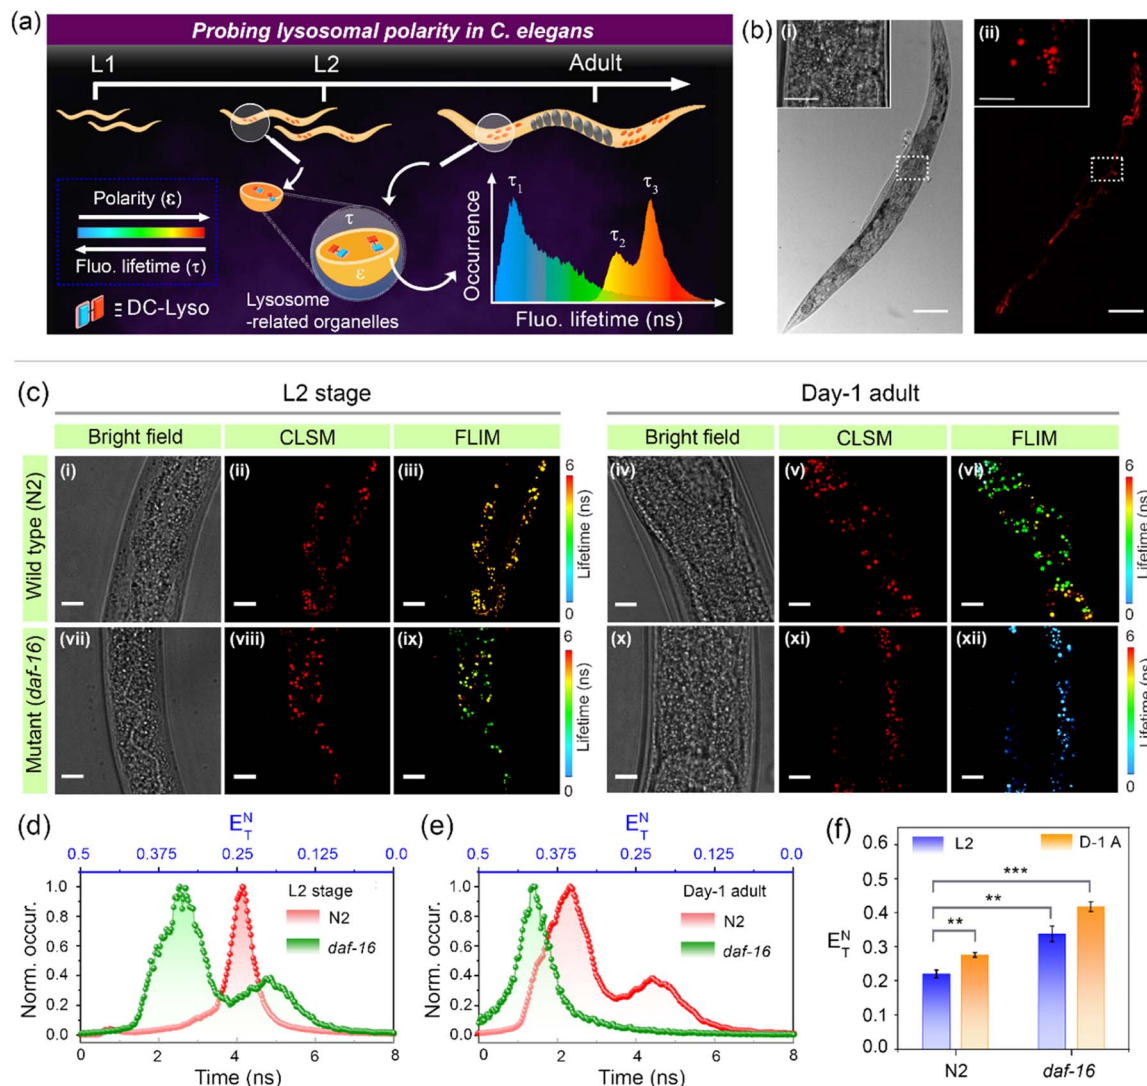 (a)
Probing lysosomal polarity in C. elegans
L1
L2
Adult
Polarity (ε)
Fluo. lifetime (τ)
DC-Lyso
Lysosome
-related organelles
τ
ε
Occurrence
τ1
τ2
τ3
Fluo. lifetime (ns)
(b)
(i)
(ii)
(c)
L2 stage
Day-1 adult
Bright field
CLSM
FLIM
Bright field
CLSM
FLIM
Wild type (N2)
(i)
(ii)
(iii)
6
Lifetime (ns)
0
(iv)
(v)
(vi)
6
Lifetime (ns)
0
Mutant (daf-16)
(vii)
(viii)
(ix)
6
Lifetime (ns)
0
(x)
(xi)
(xii)
6
Lifetime (ns)
0
(d)
E_T^N
0.5 0.375 0.25 0.125 0.0
Norm. occur.
1.0
0.8
0.6
0.4
0.2
0.0
L2 stage
N2
daf-16
0 2 4 6 8
Time (ns)
(e)
E_T^N
0.5 0.375 0.25 0.125 0.0
Norm. occur.
1.0
0.8
0.6
0.4
0.2
0.0
Day-1 adult
N2
daf-16
0 2 4 6 8
Time (ns)
(f)
E_T^N
0.6
0.5
0.4
0.3
0.2
0.1
0.0
L2
D-1 A
***
**
**
N2
daf-16